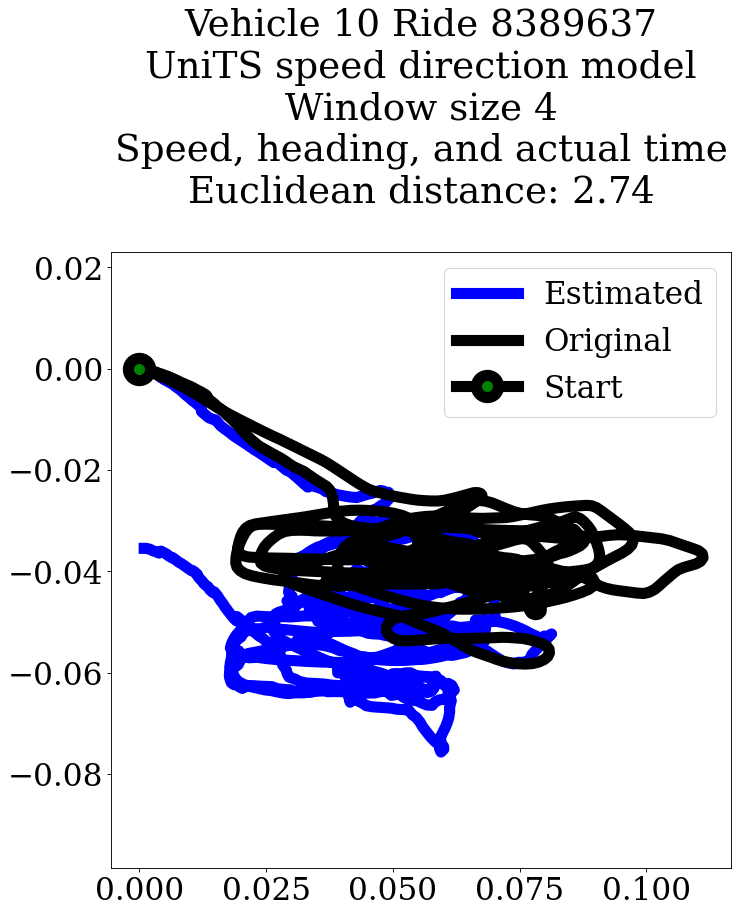 Vehicle 10 Ride 8389637
UniTS speed direction model
Window size 4
Speed, heading, and actual time
Euclidean distance: 2.74
Estimated
Original
Start
0.02
0.00
−0.02
−0.04
−0.06
−0.08
0.000 0.025 0.050 0.075 0.100